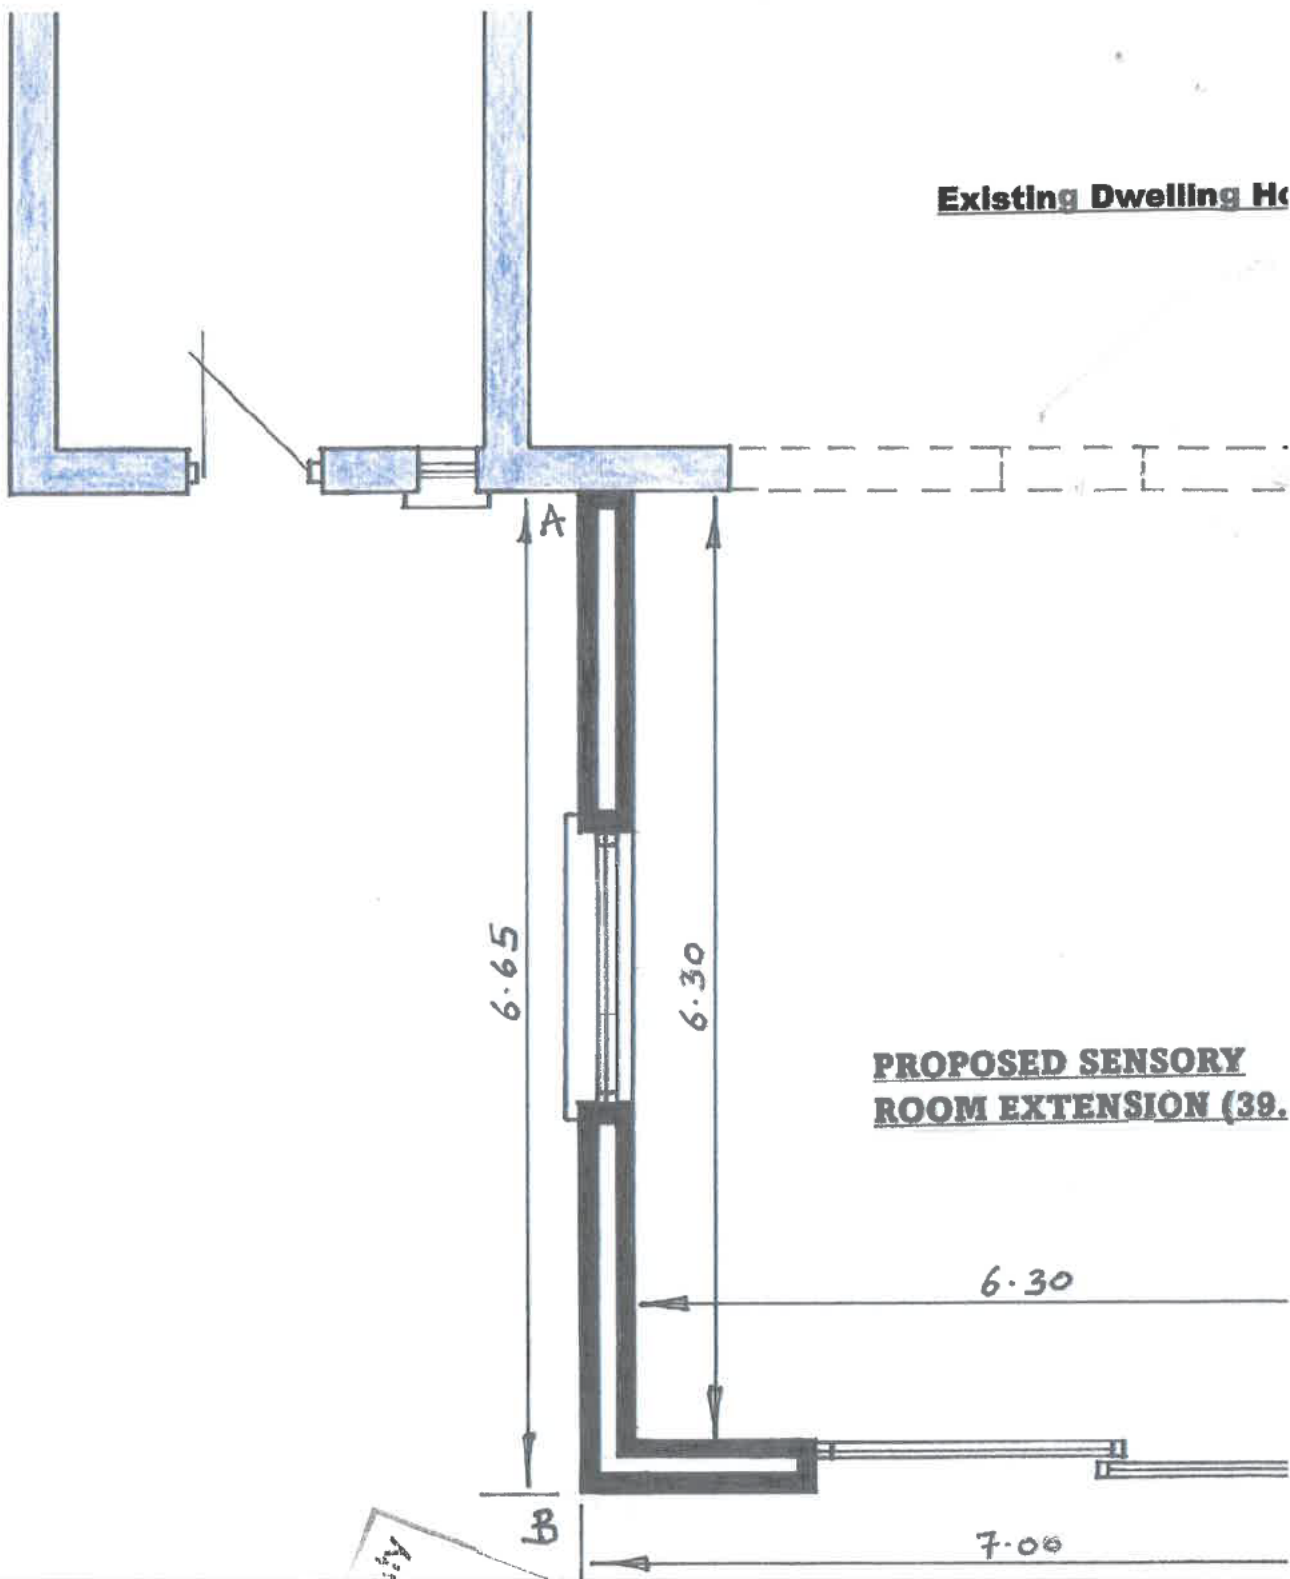 Existing Dwelling Ho
A
6.65
6.30
PROPOSED SENSORY
ROOM EXTENSION (39.
6.30
B
7.00